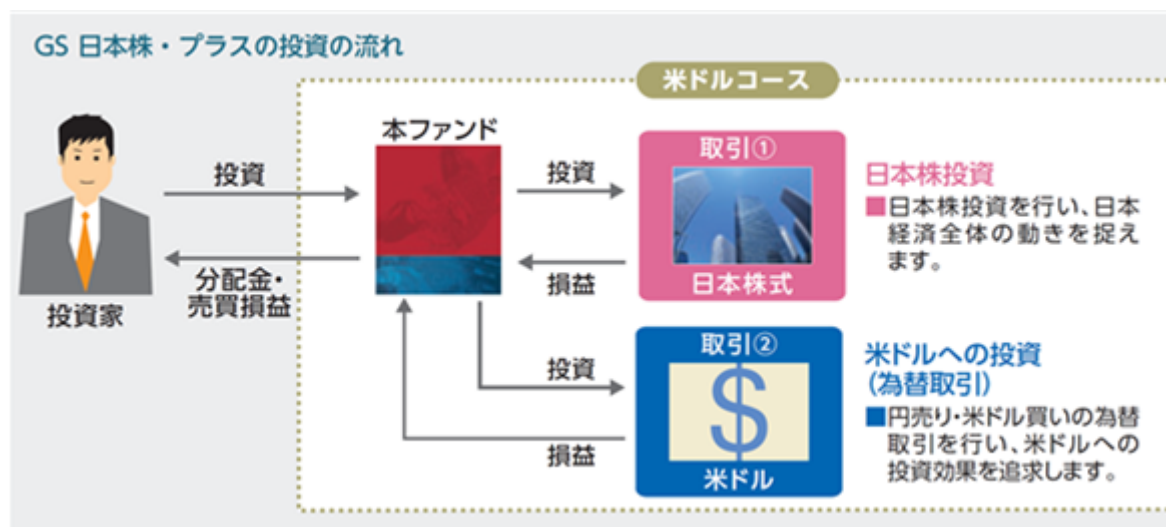 GS 日本株・プラスの投資の流れ
米ドルコース
本ファンド
投資
分配金・
売買損益
投資家
投資
損益
取引①
日本株式
日本株投資
■日本株投資を行い、日本
経済全体の動きを捉え
ます。
投資
損益
取引②
$
米ドル
米ドルへの投資
(為替取引)
■円売り・米ドル買いの為替
取引を行い、米ドルへの
投資効果を追求します。